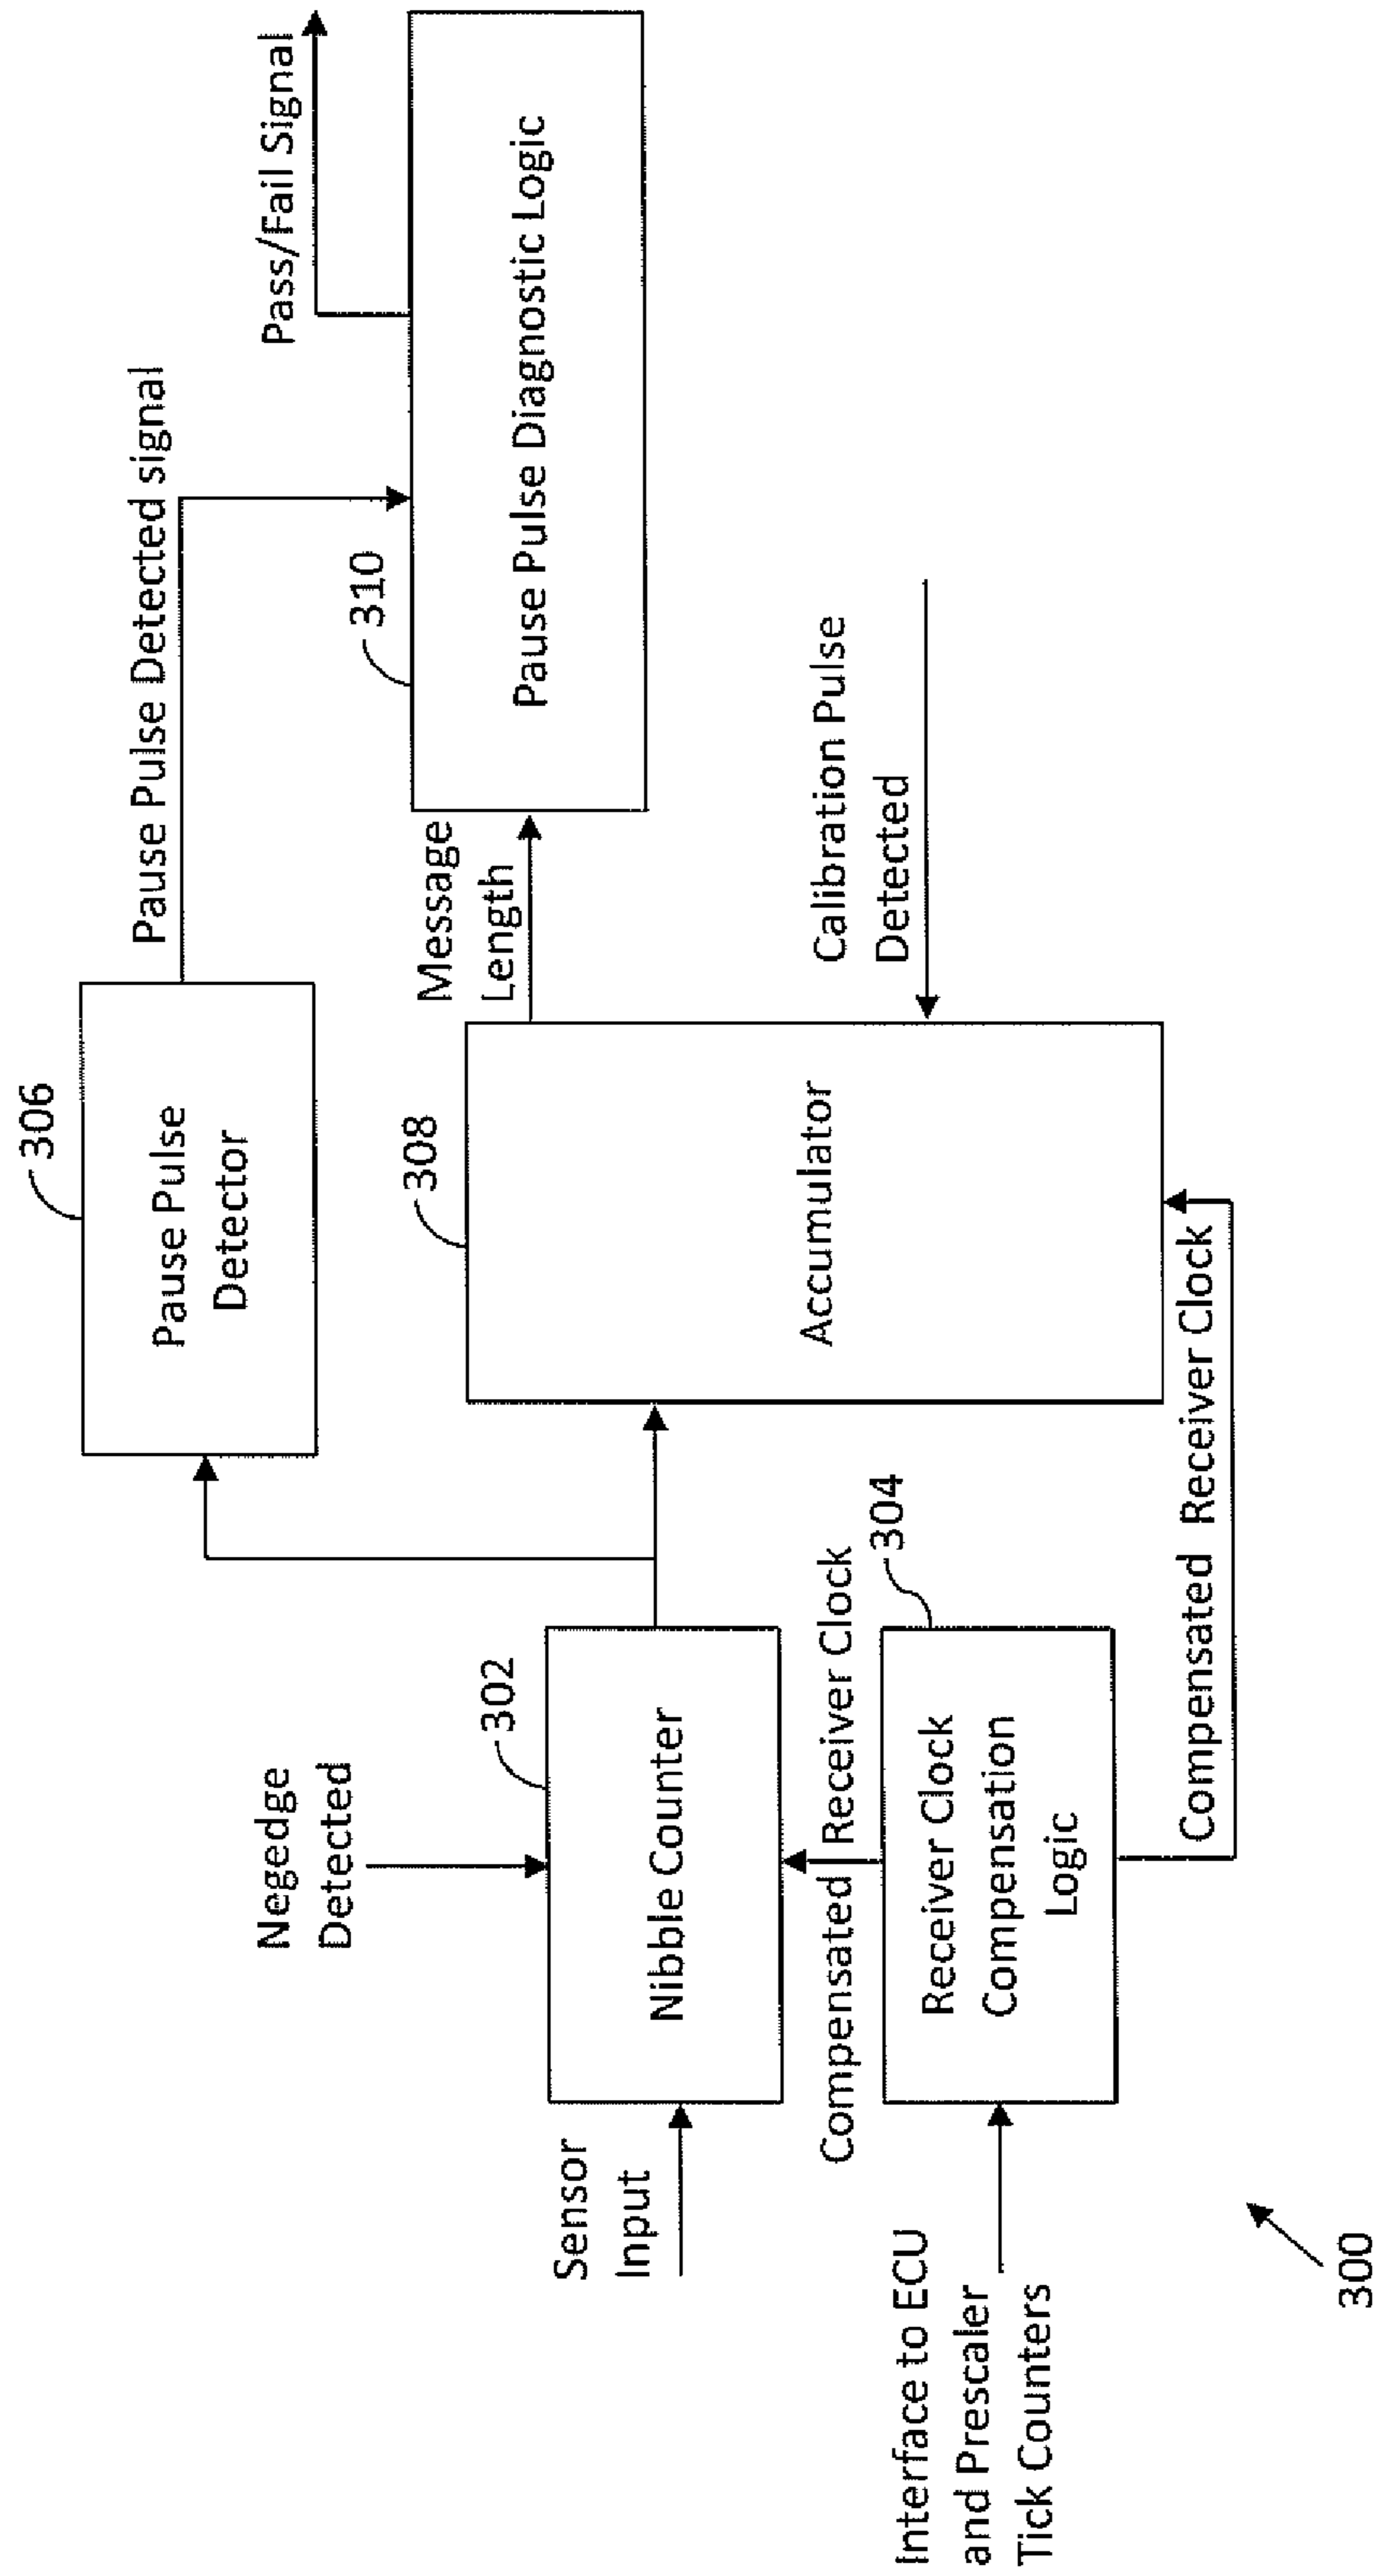 Pause Pulse Detected signal
Pass/Fail Signal
306
Pause Pulse
Detector
310
Pause Pulse Diagnostic Logic
Message
Length
308
Accumulator
Calibration Pulse
Detected
Negedge
Detected
302
Nibble Counter
Sensor
Input
Compensated Receiver Clock
304
Receiver Clock
Compensation
Logic
Compensated Receiver Clock
Interface to ECU
and Prescaler
Tick Counters
300